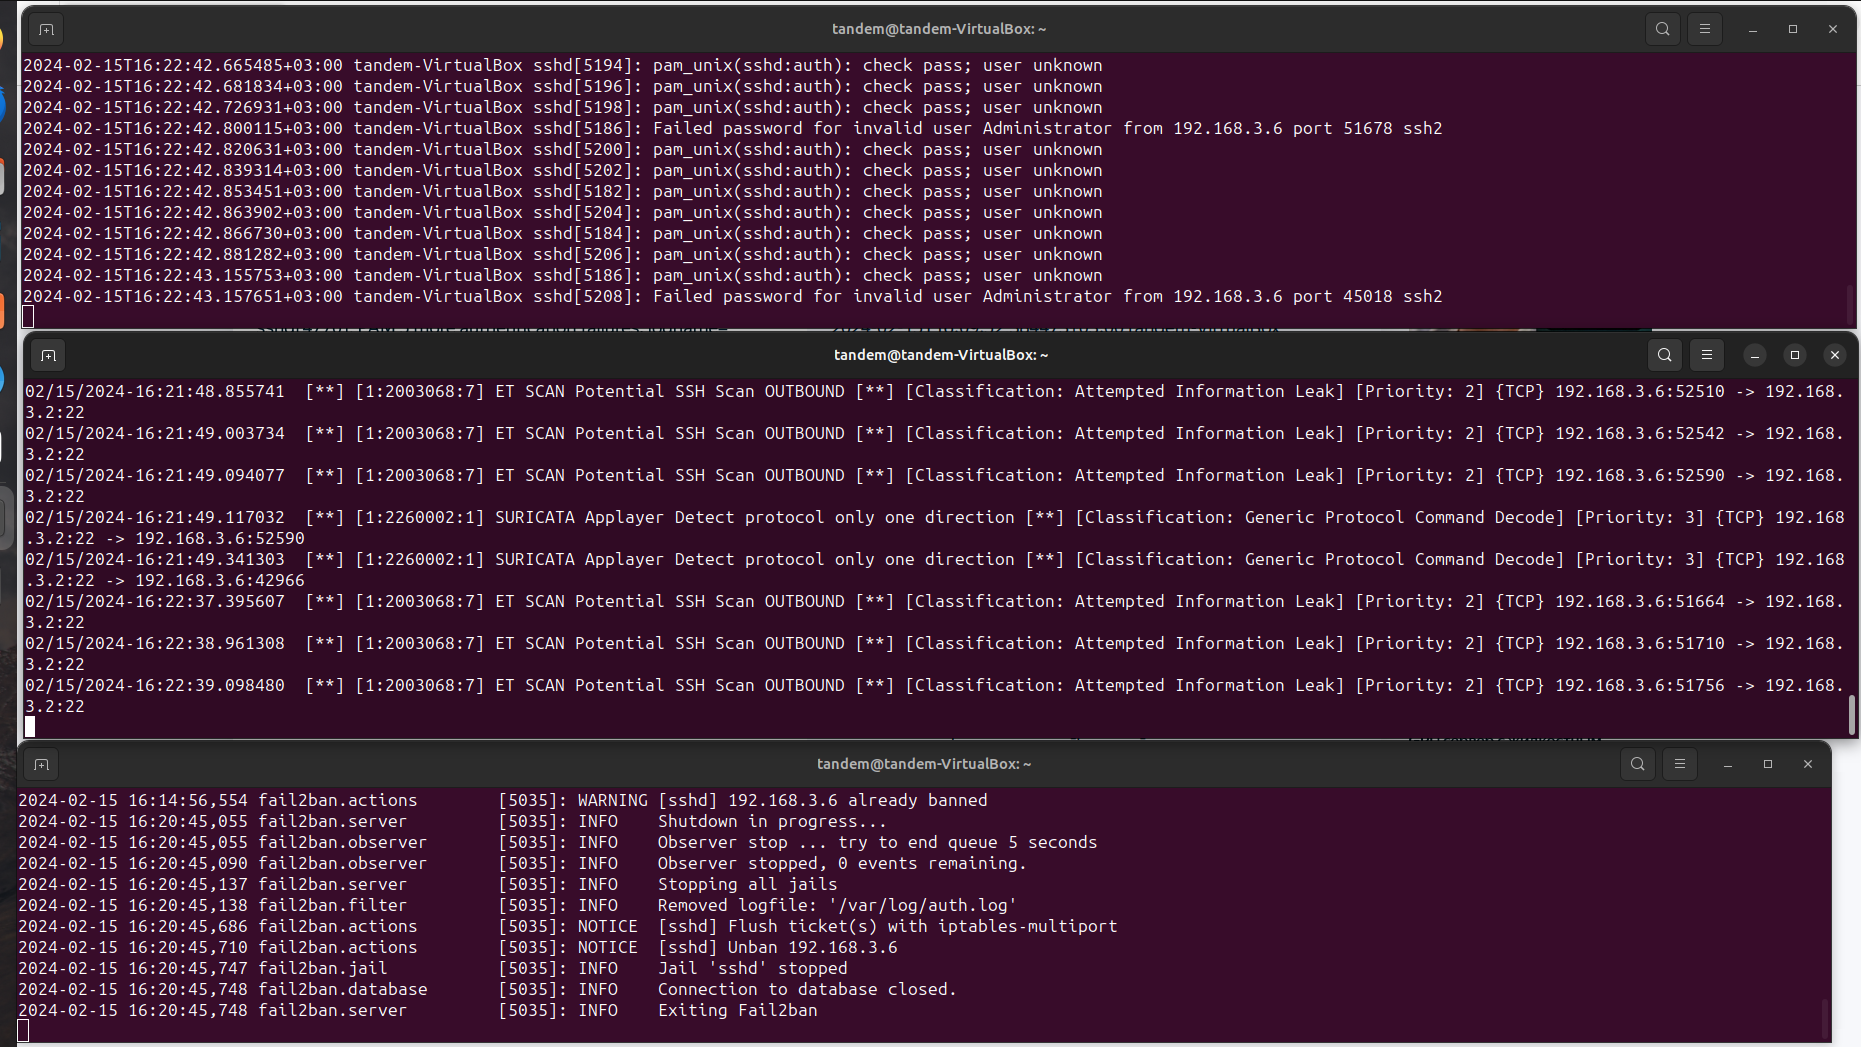 tandem@tandem-VirtualBox: ~
2024-02-15T16:22:42.665485+03:00 tandem-VirtualBox sshd[5194]: pam_unix(sshd:auth): check pass; user unknown
2024-02-15T16:22:42.681834+03:00 tandem-VirtualBox sshd[5196]: pam_unix(sshd:auth): check pass; user unknown
2024-02-15T16:22:42.726931+03:00 tandem-VirtualBox sshd[5198]: pam_unix(sshd:auth): check pass; user unknown
2024-02-15T16:22:42.800115+03:00 tandem-VirtualBox sshd[5186]: Failed password for invalid user Administrator from 192.168.3.6 port 51678 ssh2
2024-02-15T16:22:42.820631+03:00 tandem-VirtualBox sshd[5200]: pam_unix(sshd:auth): check pass; user unknown
2024-02-15T16:22:42.839314+03:00 tandem-VirtualBox sshd[5202]: pam_unix(sshd:auth): check pass; user unknown
2024-02-15T16:22:42.853451+03:00 tandem-VirtualBox sshd[5182]: pam_unix(sshd:auth): check pass; user unknown
2024-02-15T16:22:42.863902+03:00 tandem-VirtualBox sshd[5204]: pam_unix(sshd:auth): check pass; user unknown
2024-02-15T16:22:42.866730+03:00 tandem-VirtualBox sshd[5184]: pam_unix(sshd:auth): check pass; user unknown
2024-02-15T16:22:42.881282+03:00 tandem-VirtualBox sshd[5206]: pam_unix(sshd:auth): check pass; user unknown
2024-02-15T16:22:43.155753+03:00 tandem-VirtualBox sshd[5186]: pam_unix(sshd:auth): check pass; user unknown
2024-02-15T16:22:43.157651+03:00 tandem-VirtualBox sshd[5208]: Failed password for invalid user Administrator from 192.168.3.6 port 45018 ssh2
tandem@tandem-VirtualBox: ~
02/15/2024-16:21:48.855741  [**] [1:2003068:7] ET SCAN Potential SSH Scan OUTBOUND [**] [Classification: Attempted Information Leak] [Priority: 2] {TCP} 192.168.3.6:52510 -> 192.168.
3.2:22
02/15/2024-16:21:49.003734  [**] [1:2003068:7] ET SCAN Potential SSH Scan OUTBOUND [**] [Classification: Attempted Information Leak] [Priority: 2] {TCP} 192.168.3.6:52542 -> 192.168.
3.2:22
02/15/2024-16:21:49.094077  [**] [1:2003068:7] ET SCAN Potential SSH Scan OUTBOUND [**] [Classification: Attempted Information Leak] [Priority: 2] {TCP} 192.168.3.6:52590 -> 192.168.
3.2:22
02/15/2024-16:21:49.117032  [**] [1:2260002:1] SURICATA Applayer Detect protocol only one direction [**] [Classification: Generic Protocol Command Decode] [Priority: 3] {TCP} 192.168
.3.2:22 -> 192.168.3.6:52590
02/15/2024-16:21:49.341303  [**] [1:2260002:1] SURICATA Applayer Detect protocol only one direction [**] [Classification: Generic Protocol Command Decode] [Priority: 3] {TCP} 192.168
.3.2:22 -> 192.168.3.6:42966
02/15/2024-16:22:37.395607  [**] [1:2003068:7] ET SCAN Potential SSH Scan OUTBOUND [**] [Classification: Attempted Information Leak] [Priority: 2] {TCP} 192.168.3.6:51664 -> 192.168.
3.2:22
02/15/2024-16:22:38.961308  [**] [1:2003068:7] ET SCAN Potential SSH Scan OUTBOUND [**] [Classification: Attempted Information Leak] [Priority: 2] {TCP} 192.168.3.6:51710 -> 192.168.
3.2:22
02/15/2024-16:22:39.098480  [**] [1:2003068:7] ET SCAN Potential SSH Scan OUTBOUND [**] [Classification: Attempted Information Leak] [Priority: 2] {TCP} 192.168.3.6:51756 -> 192.168.
3.2:22
tandem@tandem-VirtualBox: ~
2024-02-15 16:14:56,554 fail2ban.actions        [5035]: WARNING [sshd] 192.168.3.6 already banned
2024-02-15 16:20:45,055 fail2ban.server         [5035]: INFO    Shutdown in progress...
2024-02-15 16:20:45,055 fail2ban.observer       [5035]: INFO    Observer stop ... try to end queue 5 seconds
2024-02-15 16:20:45,090 fail2ban.observer       [5035]: INFO    Observer stopped, 0 events remaining.
2024-02-15 16:20:45,137 fail2ban.server         [5035]: INFO    Stopping all jails
2024-02-15 16:20:45,138 fail2ban.filter         [5035]: INFO    Removed logfile: '/var/log/auth.log'
2024-02-15 16:20:45,686 fail2ban.actions        [5035]: NOTICE  [sshd] Flush ticket(s) with iptables-multiport
2024-02-15 16:20:45,710 fail2ban.actions        [5035]: NOTICE  [sshd] Unban 192.168.3.6
2024-02-15 16:20:45,747 fail2ban.jail           [5035]: INFO    Jail 'sshd' stopped
2024-02-15 16:20:45,748 fail2ban.database       [5035]: INFO    Connection to database closed.
2024-02-15 16:20:45,748 fail2ban.server         [5035]: INFO    Exiting Fail2ban